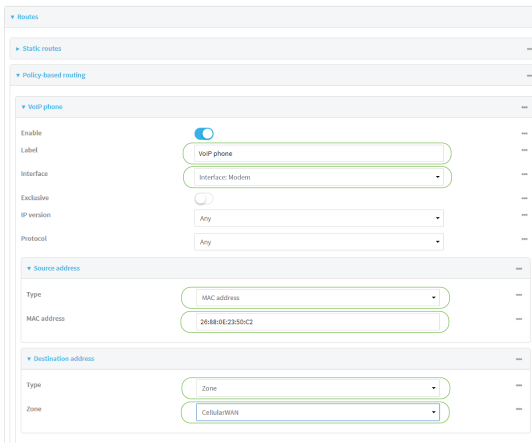 Routes
Static routes
Policy-based routing
VoIP phone
Enable
Label VoIP phone
Interface Interface: Modem
Exclusive
IP version Any
Protocol Any
Source address
Type MAC address
MAC address 26:88:0E:23:50:C2
Destination address
Type Zone
Zone CellularWAN